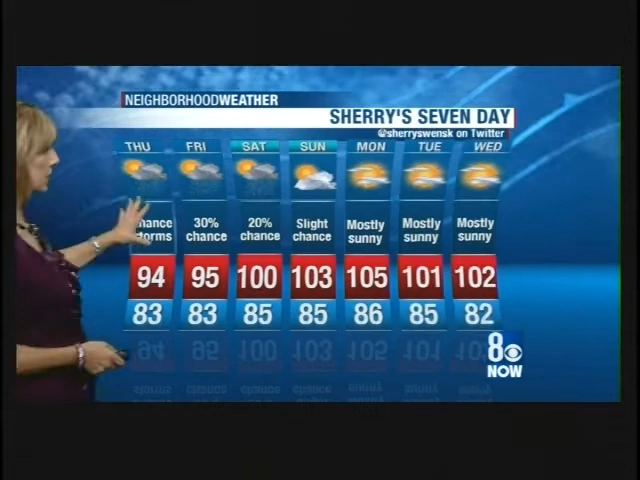 NEIGHBORHOODWEATHER
SHERRY'S SEVEN DAY
@sherryswensk on Twitter
THU FRI SAT SUN MON TUE WED
hance storms
30% chance
20% chance
Slight chance
Mostly sunny
Mostly sunny
Mostly sunny
94 95 100 103 105 101 102
83 83 85 85 86 85 82
8 NOW